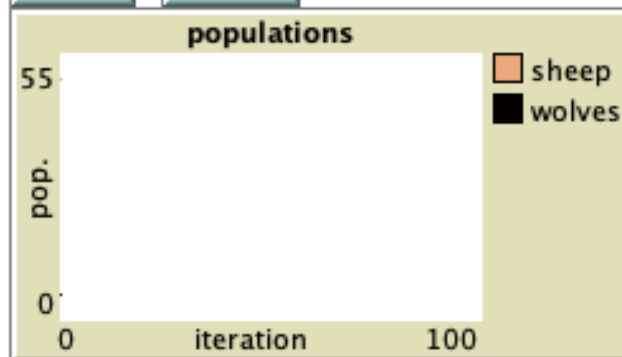 populations
55
sheep
wolves
pop.
0
0 iteration 100